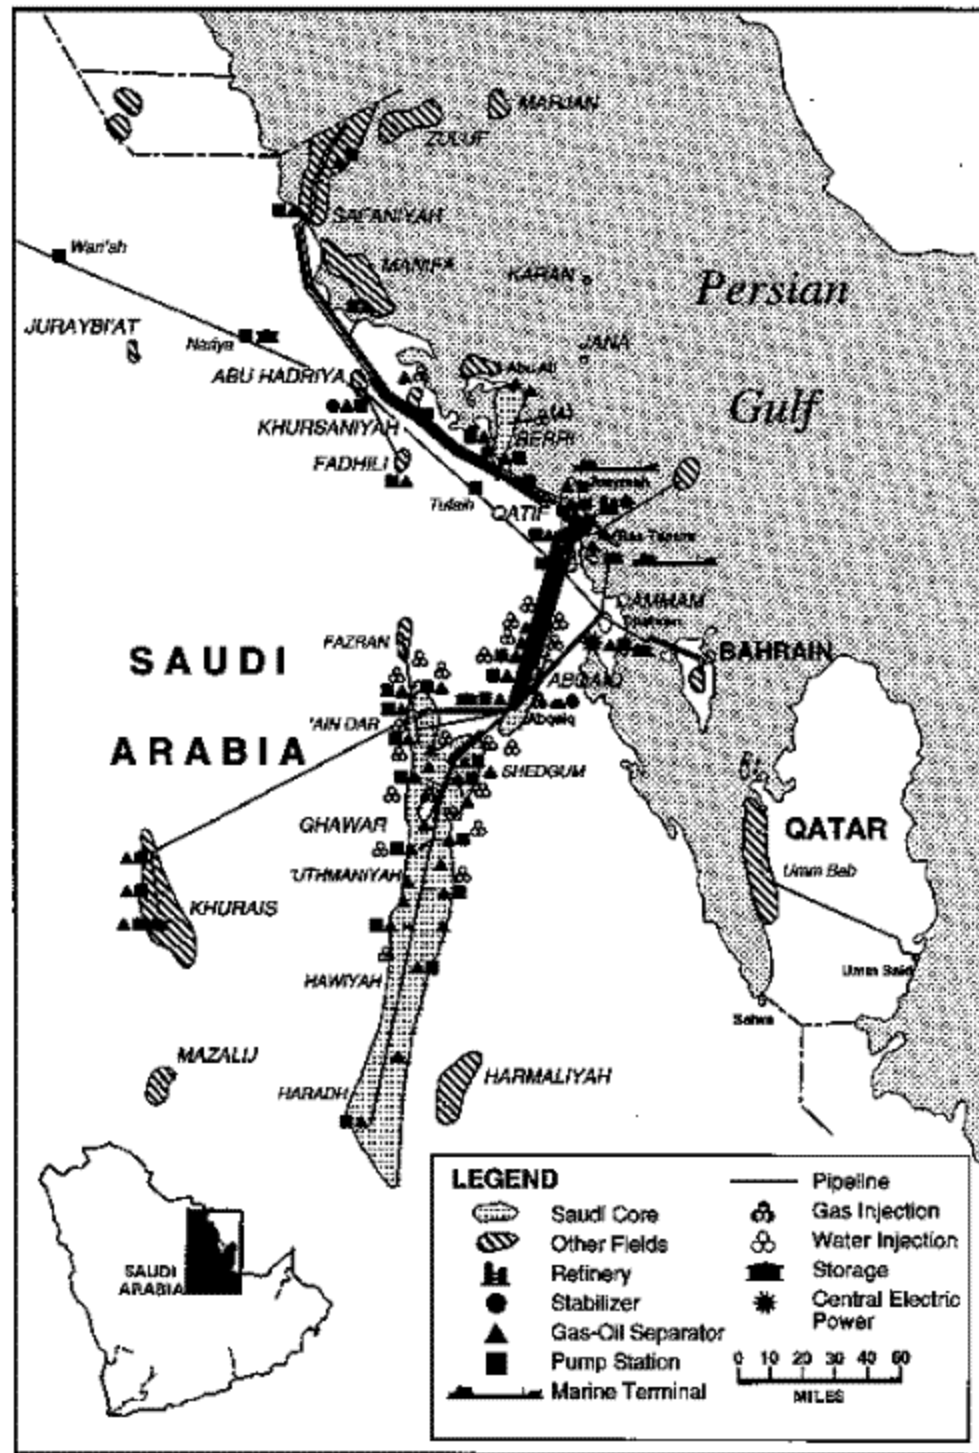 MARJAN
ZULUF
SAFANIYAH
Wari'ah
MANIFA
KARAN
Persian
Gulf
JURAYBI'AT
Nariya
JANA
ABU HADRIYA
Abu Ali
KHURSANIYAH
(4)
BERRI
FADHILI
Tufaih
QATIF
Juaymah
Ras Tanura
DAMMAM
Dhahran
SAUDI
ARABIA
FAZRAN
BAHRAIN
ABQAIQ
Abqaiq
'AIN DAR
SHEDGUM
GHAWAR
QATAR
'UTHMANIYAH
Umm Bab
KHURAIS
HAWIYAH
Umm Said
Salwa
MAZALIJ
HARADH
HARMALIYAH
SAUDI
ARABIA
LEGEND
Saudi Core
Other Fields
Refinery
Stabilizer
Gas-Oil Separator
Pump Station
Marine Terminal
Pipeline
Gas Injection
Water Injection
Storage
Central Electric
Power
0 10 20 30 40 60
MILES